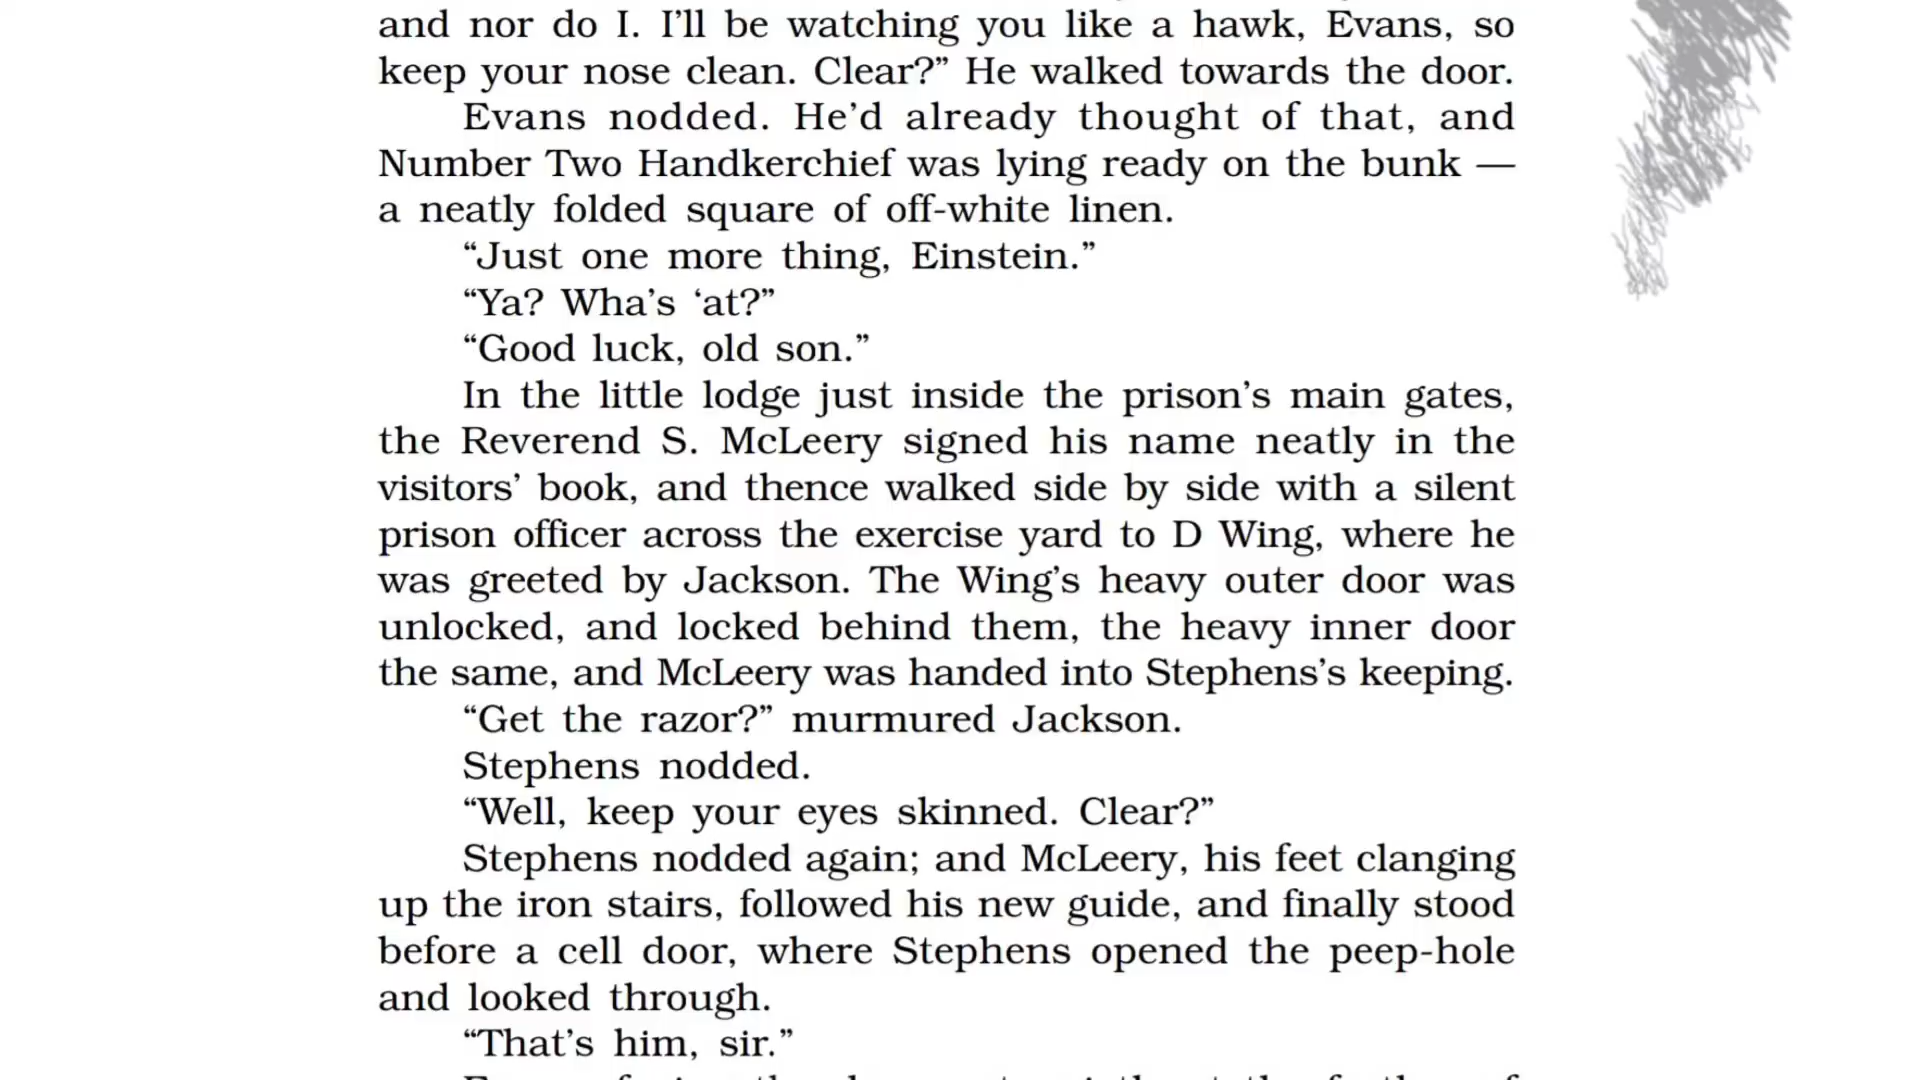 and nor do I. I’ll be watching you like a hawk, Evans, so
keep your nose clean. Clear?” He walked towards the door.
Evans nodded. He’d already thought of that, and
Number Two Handkerchief was lying ready on the bunk —
a neatly folded square of off-white linen.
“Just one more thing, Einstein.”
“Ya? Wha’s ‘at?”
“Good luck, old son.”
In the little lodge just inside the prison’s main gates,
the Reverend S. McLeery signed his name neatly in the
visitors’ book, and thence walked side by side with a silent
prison officer across the exercise yard to D Wing, where he
was greeted by Jackson. The Wing’s heavy outer door was
unlocked, and locked behind them, the heavy inner door
the same, and McLeery was handed into Stephens’s keeping.
“Get the razor?” murmured Jackson.
Stephens nodded.
“Well, keep your eyes skinned. Clear?”
Stephens nodded again; and McLeery, his feet clanging
up the iron stairs, followed his new guide, and finally stood
before a cell door, where Stephens opened the peep-hole
and looked through.
“That’s him, sir.”